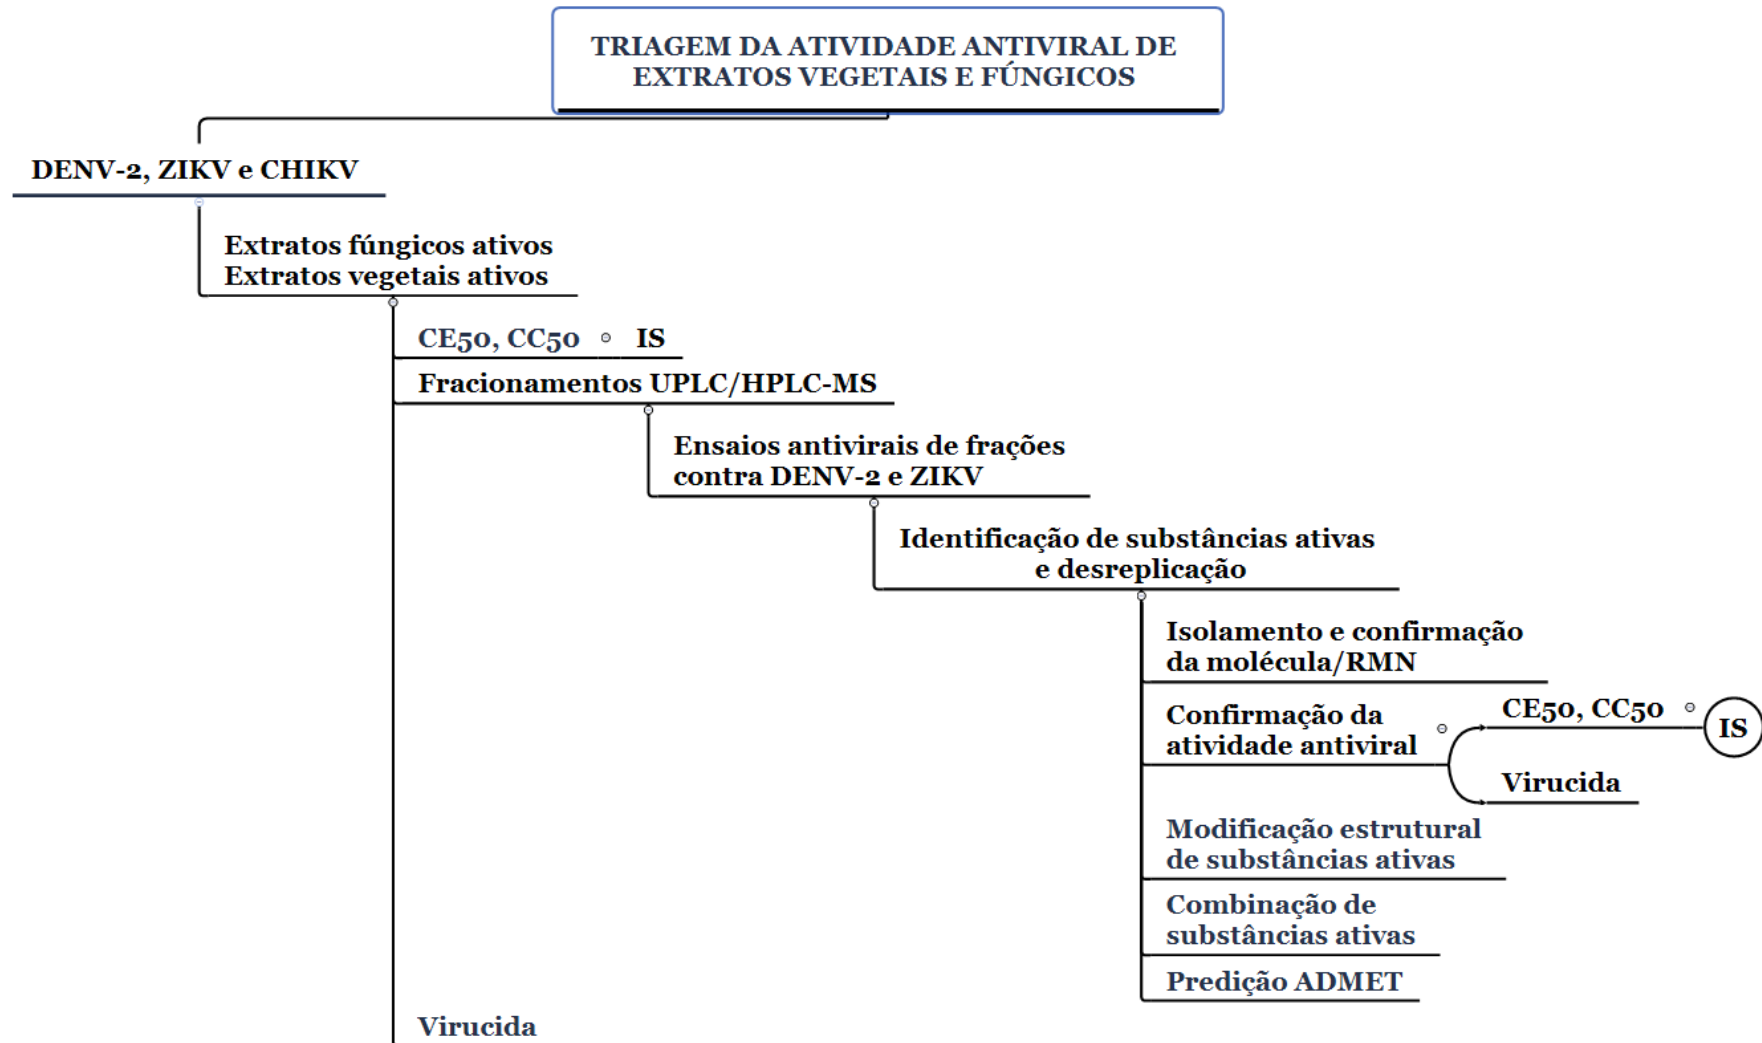 TRIAGEM DA ATIVIDADE ANTIVIRAL DE
EXTRATOS VEGETAIS E FÚNGICOS
DENV-2, ZIKV e CHIKV
Extratos fúngicos ativos
Extratos vegetais ativos
CE50, CC50 IS
Fracionamentos UPLC/HPLC-MS
Ensaios antivirais de frações
contra DENV-2 e ZIKV
Identificação de substâncias ativas
e desreplicação
Isolamento e confirmação
da molécula/RMN
Confirmação da
atividade antiviral
CE50, CC50
IS
Virucida
Modificação estrutural
de substâncias ativas
Combinação de
substâncias ativas
Predição ADMET
Virucida